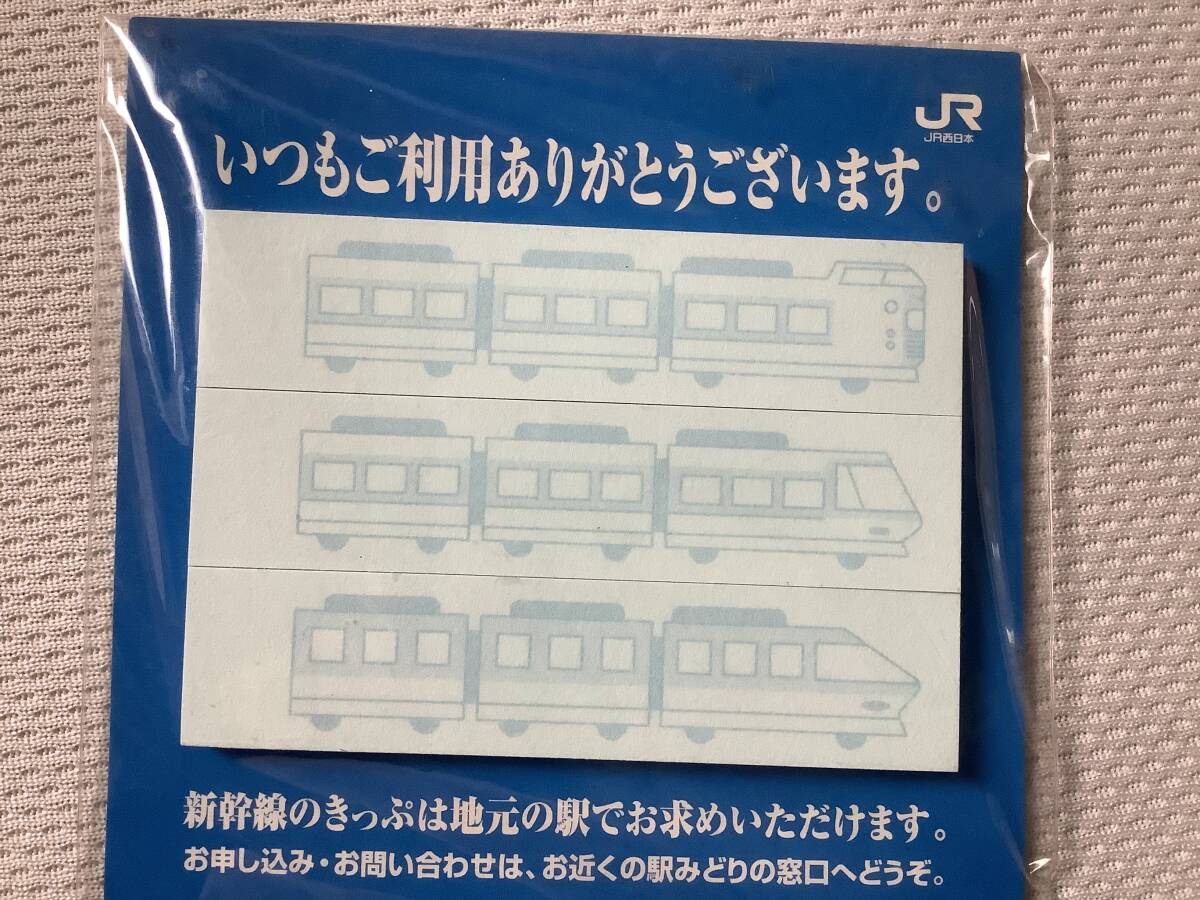 JR
JR西日本
いつもご利用ありがとうございます。
新幹線のきっぷは地元の駅でお求めいただけます。
お申し込み・お問い合わせは、お近くの駅みどりの窓口へどうぞ。